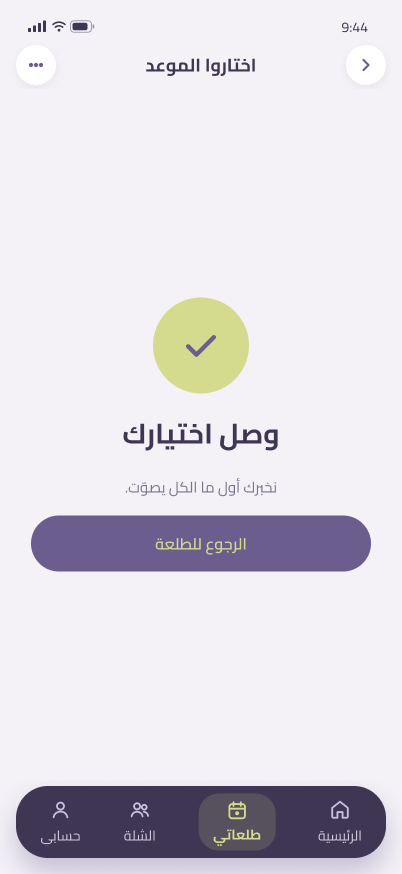 9:44
اختاروا الموعد
وصل اختيارك
نخبرك أول ما الكل يصوّت.
الرجوع للطلعة
الرئيسية
طلعاتي
الشلة
حسابي